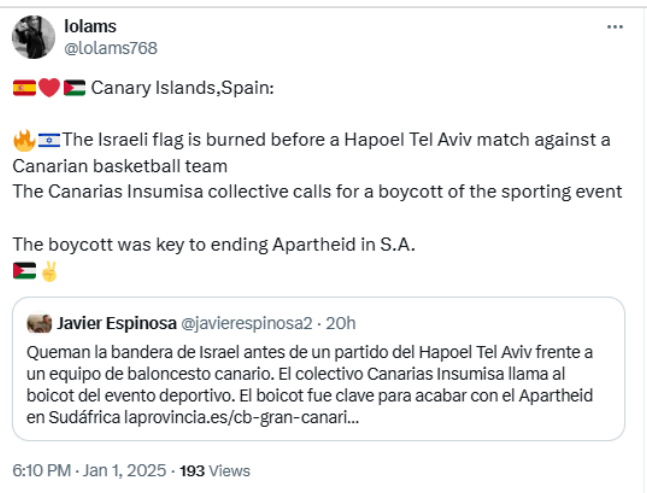 lolams
@lolams768
🇪🇸❤️🇵🇸 Canary Islands,Spain:
🔥🇮🇱The Israeli flag is burned before a Hapoel Tel Aviv match against a
Canarian basketball team
The Canarias Insumisa collective calls for a boycott of the sporting event
The boycott was key to ending Apartheid in S.A.
🇵🇸✌️
Javier Espinosa @javierespinosa2 · 20h
Queman la bandera de Israel antes de un partido del Hapoel Tel Aviv frente a
un equipo de baloncesto canario. El colectivo Canarias Insumisa llama al
boicot del evento deportivo. El boicot fue clave para acabar con el Apartheid
en Sudáfrica laprovincia.es/cb-gran-canari...
6:10 PM · Jan 1, 2025 · 193 Views